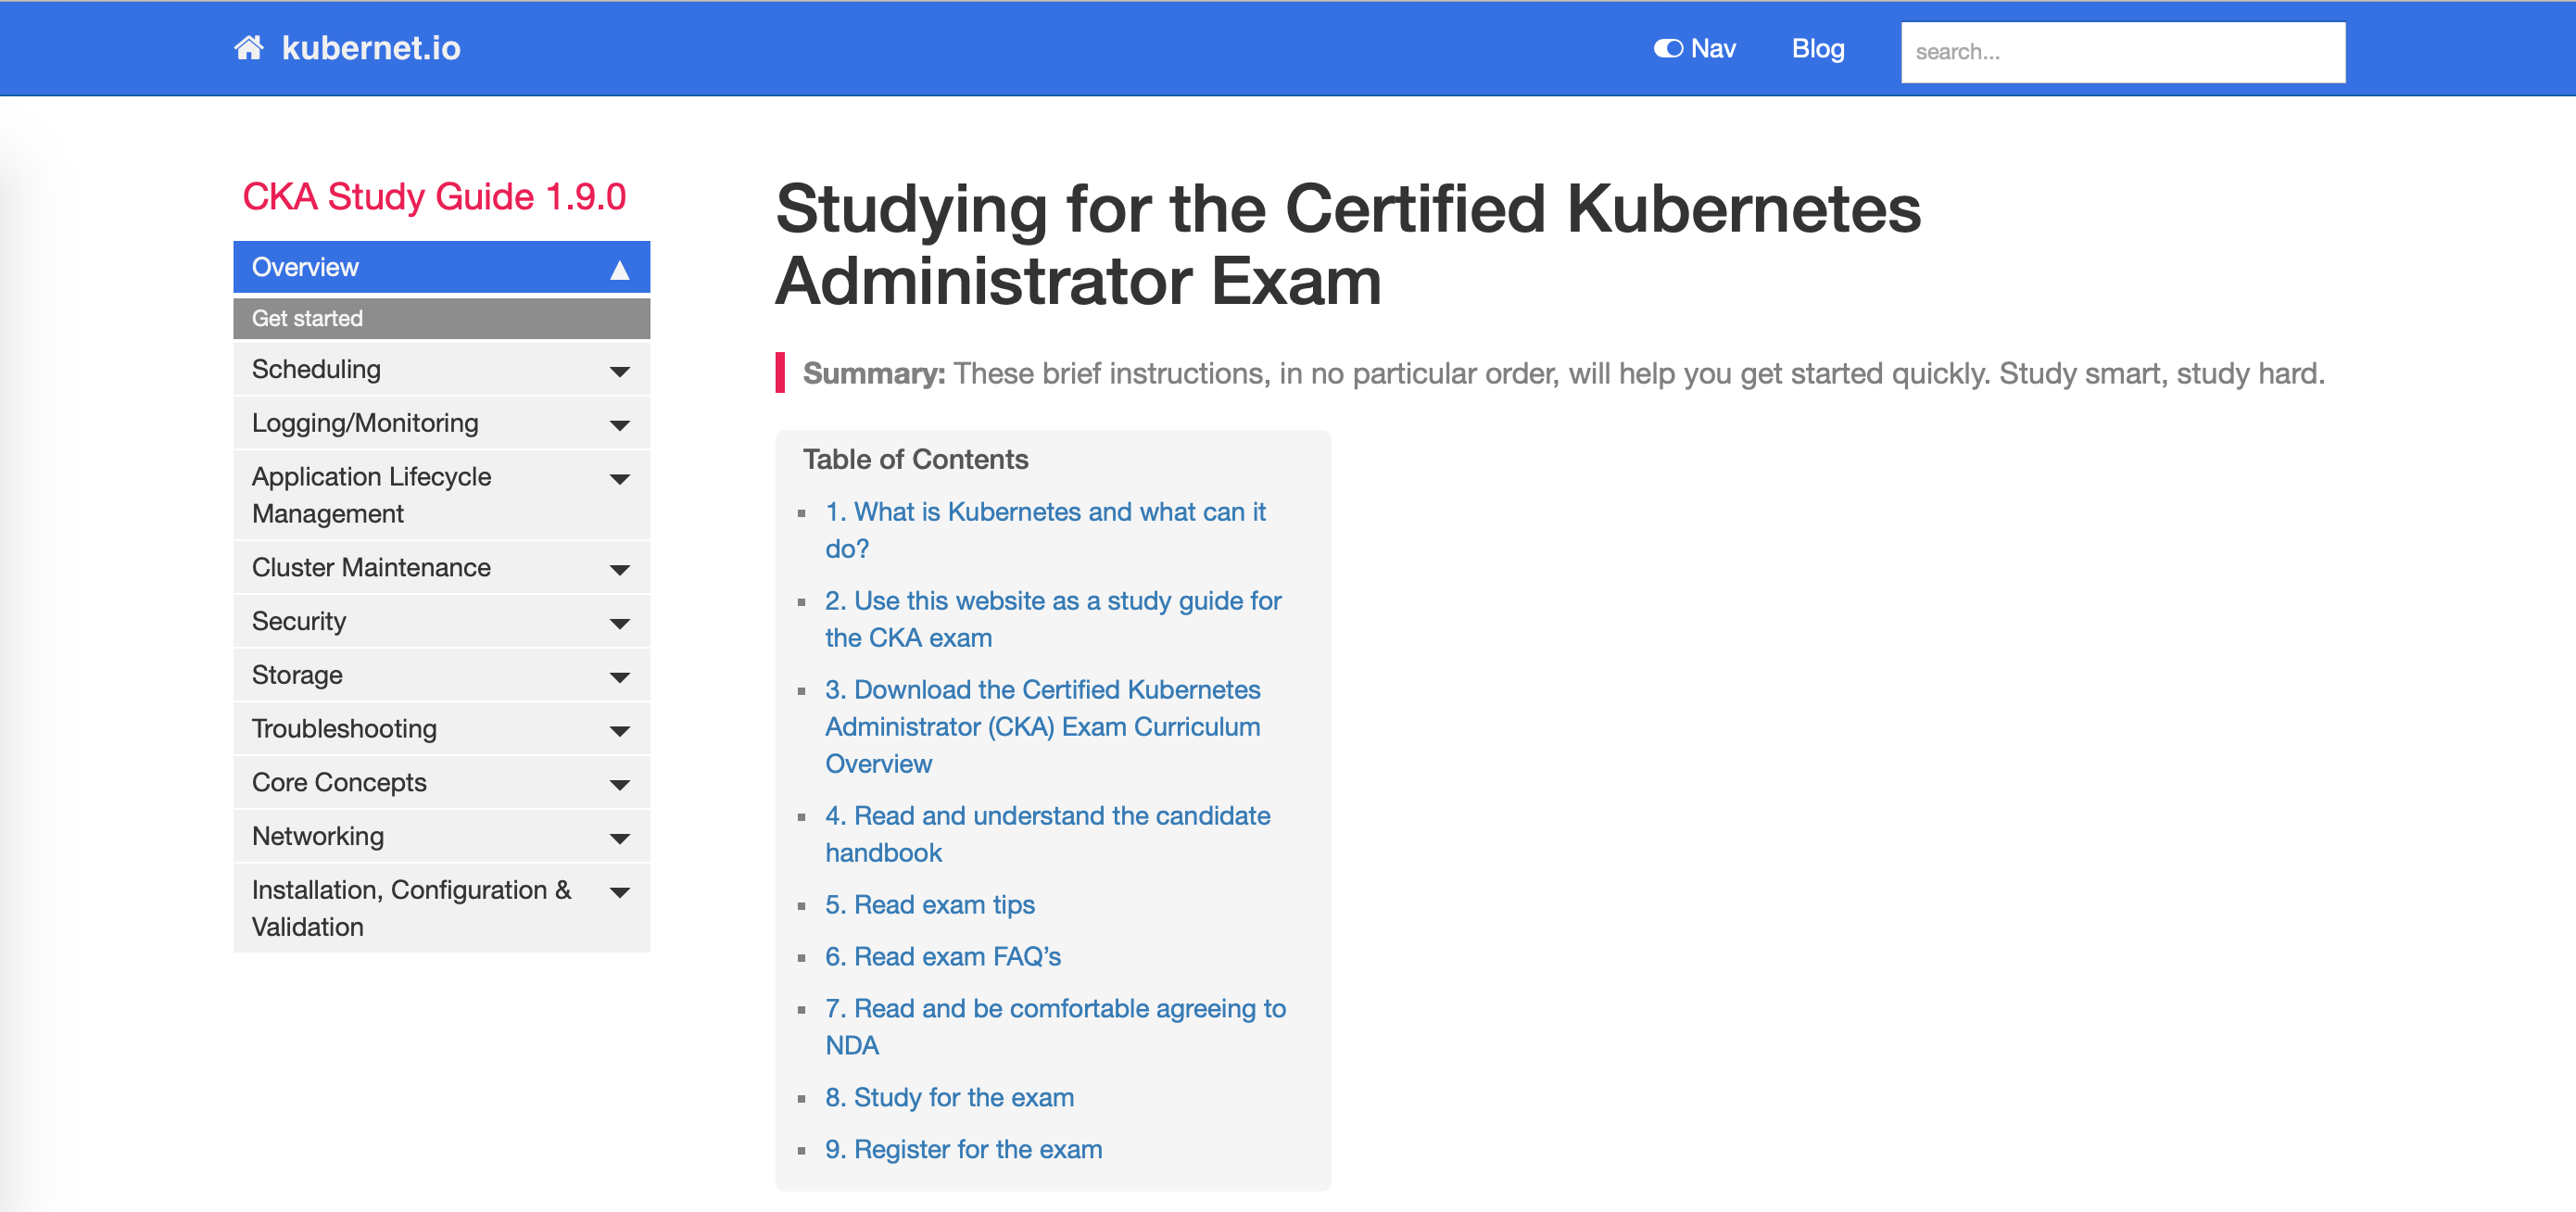 kubernet.io
Nav
Blog
search...
CKA Study Guide 1.9.0
Overview
Get started
Scheduling
Logging/Monitoring
Application Lifecycle
Management
Cluster Maintenance
Security
Storage
Troubleshooting
Core Concepts
Networking
Installation, Configuration &
Validation
Studying for the Certified Kubernetes
Administrator Exam
Summary: These brief instructions, in no particular order, will help you get started quickly. Study smart, study hard.
Table of Contents
1. What is Kubernetes and what can it
do?
2. Use this website as a study guide for
the CKA exam
3. Download the Certified Kubernetes
Administrator (CKA) Exam Curriculum
Overview
4. Read and understand the candidate
handbook
5. Read exam tips
6. Read exam FAQ’s
7. Read and be comfortable agreeing to
NDA
8. Study for the exam
9. Register for the exam